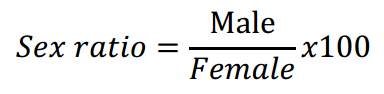 Sex ratio = Male / Female x100